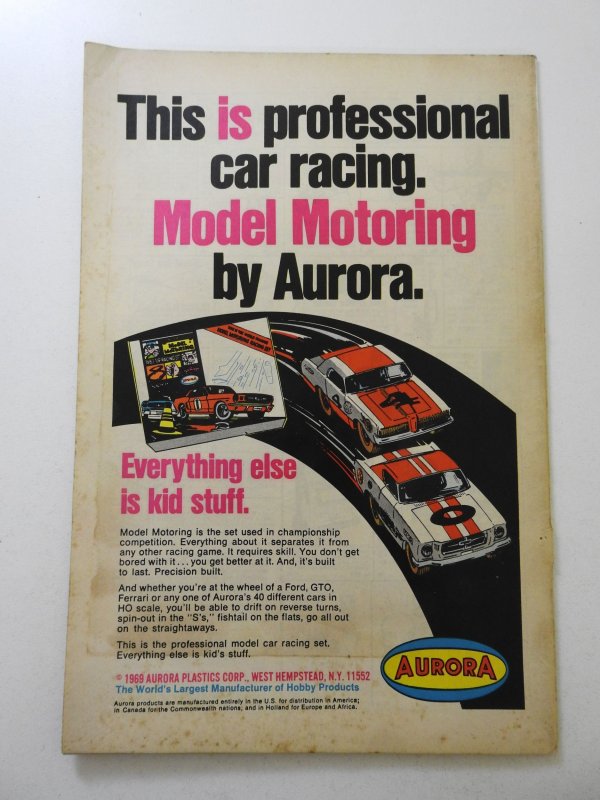 This is professional
car racing.
Model Motoring
by Aurora.
Everything else
is kid stuff.
Model Motoring is the set used in championship
competition. Everything about it separates it from
any other racing game. It requires skill. You don't get
bored with it...you get better at it. And, it's built
to last. Precision built.
And whether you're at the wheel of a Ford, GTO,
Ferrari or any one of Aurora's 40 different cars in
HO scale, you'll be able to drift on reverse turns,
spin-out in the "S's," fishtail on the flats, go all out
on the straightaways.
This is the professional model car racing set.
Everything else is kid's stuff.
© 1969 AURORA PLASTICS CORP., WEST HEMPSTEAD, N.Y. 11552
The World's Largest Manufacturer of Hobby Products
Aurora products are manufactured entirely in the U.S. for distribution in America;
in Canada for the Commonwealth nations; and in Holland for Europe and Africa.
AURORA